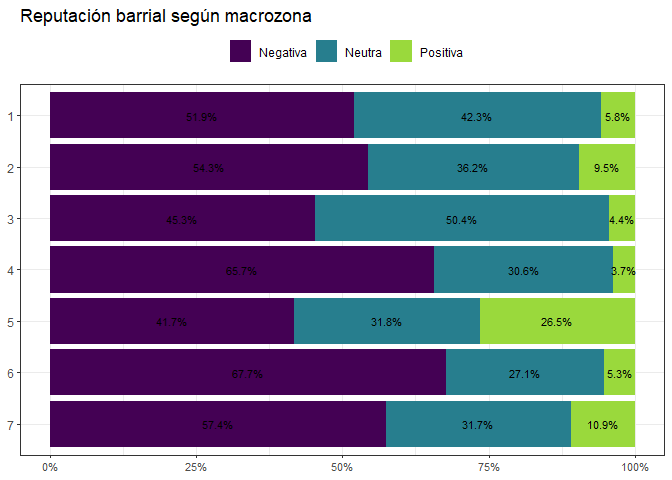 Reputación barrial según macrozona
Negativa Neutra Positiva
1 51.9% 42.3% 5.8%
2 54.3% 36.2% 9.5%
3 45.3% 50.4% 4.4%
4 65.7% 30.6% 3.7%
5 41.7% 31.8% 26.5%
6 67.7% 27.1% 5.3%
7 57.4% 31.7% 10.9%
0% 25% 50% 75% 100%